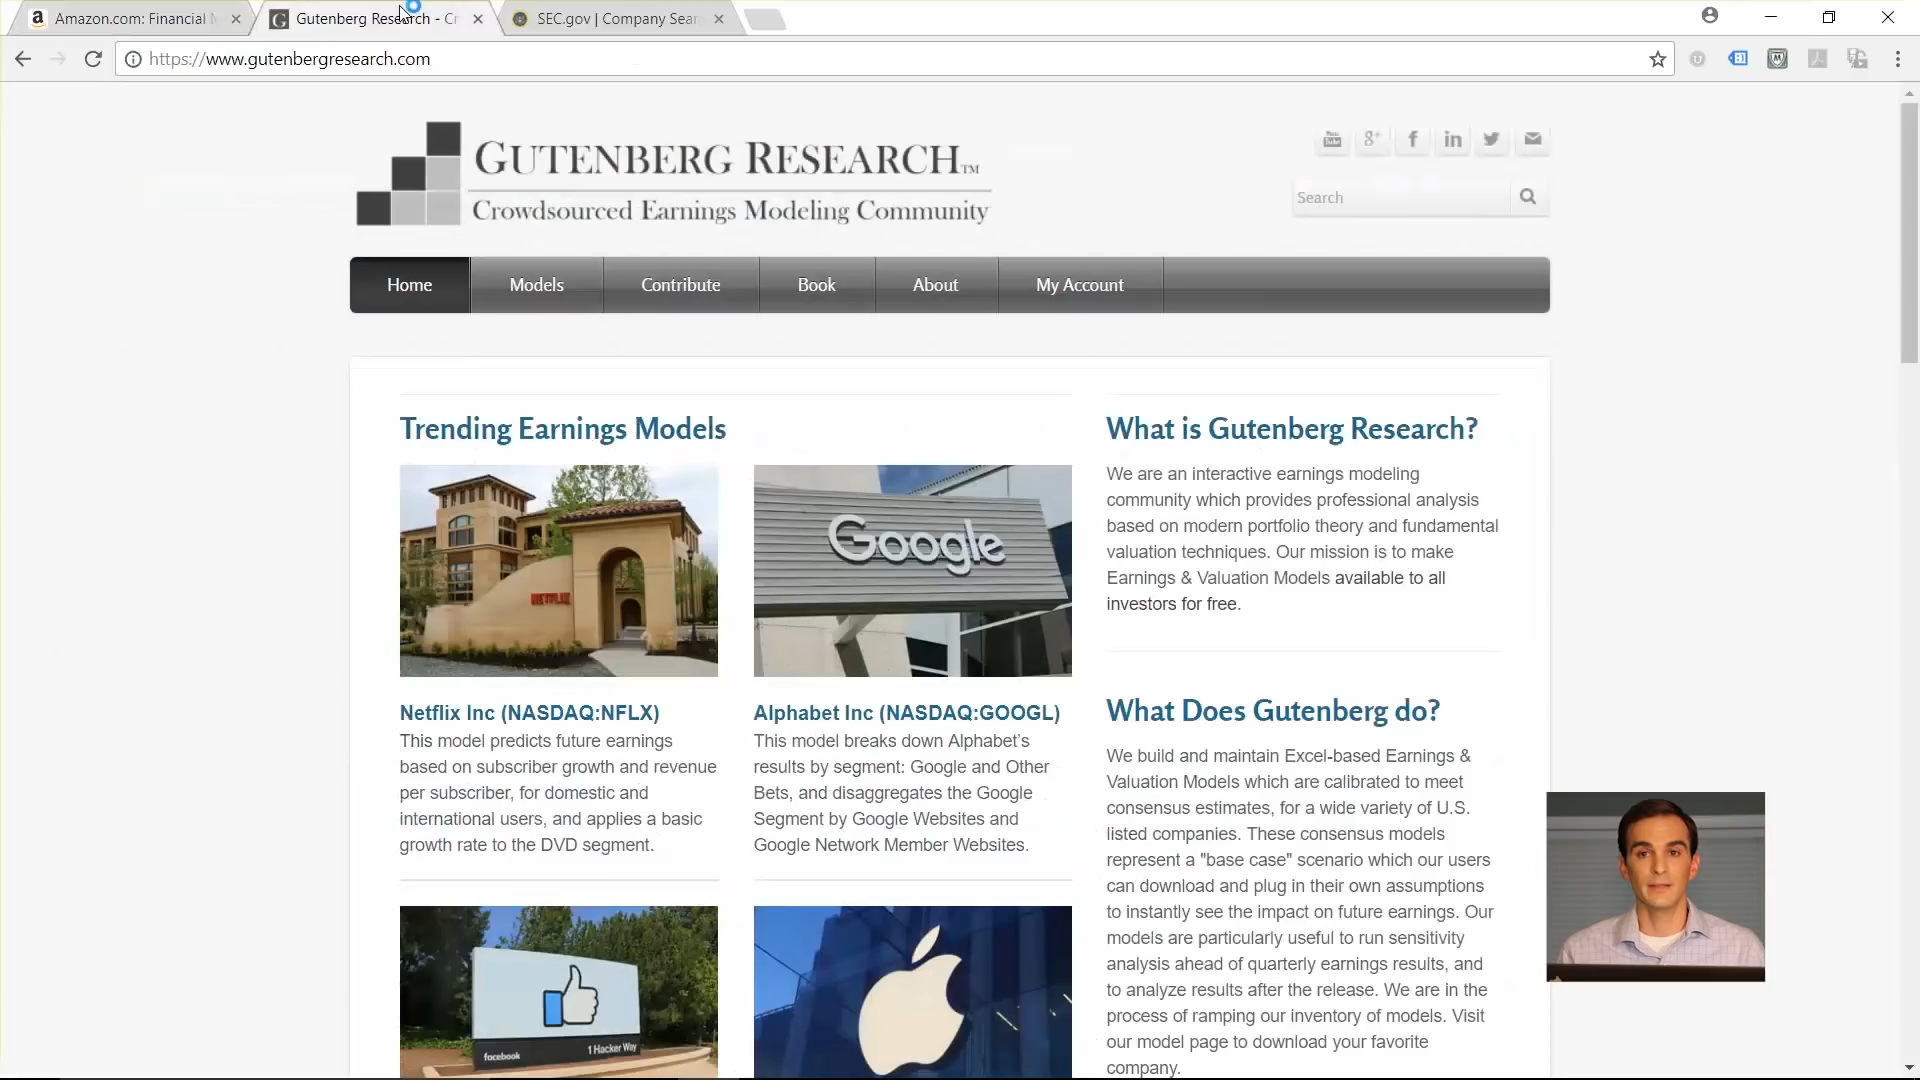 Amazon.com: Financial M
Gutenberg Research - Cr
SEC.gov | Company Sear
https://www.gutenbergresearch.com
GUTENBERG RESEARCH™
Crowdsourced Earnings Modeling Community
Search
Home
Models
Contribute
Book
About
My Account
Trending Earnings Models
NETFLIX
Google
Netflix Inc (NASDAQ:NFLX)
This model predicts future earnings
based on subscriber growth and revenue
per subscriber, for domestic and
international users, and applies a basic
growth rate to the DVD segment.
Alphabet Inc (NASDAQ:GOOGL)
This model breaks down Alphabet's
results by segment: Google and Other
Bets, and disaggregates the Google
Segment by Google Websites and
Google Network Member Websites.
facebook
1 Hacker Way
What is Gutenberg Research?
We are an interactive earnings modeling
community which provides professional analysis
based on modern portfolio theory and fundamental
valuation techniques. Our mission is to make
Earnings & Valuation Models available to all
investors for free.
What Does Gutenberg do?
We build and maintain Excel-based Earnings &
Valuation Models which are calibrated to meet
consensus estimates, for a wide variety of U.S.
listed companies. These consensus models
represent a "base case" scenario which our users
can download and plug in their own assumptions
to instantly see the impact on future earnings. Our
models are particularly useful to run sensitivity
analysis ahead of quarterly earnings results, and
to analyze results after the release. We are in the
process of ramping our inventory of models. Visit
our model page to download your favorite
company.